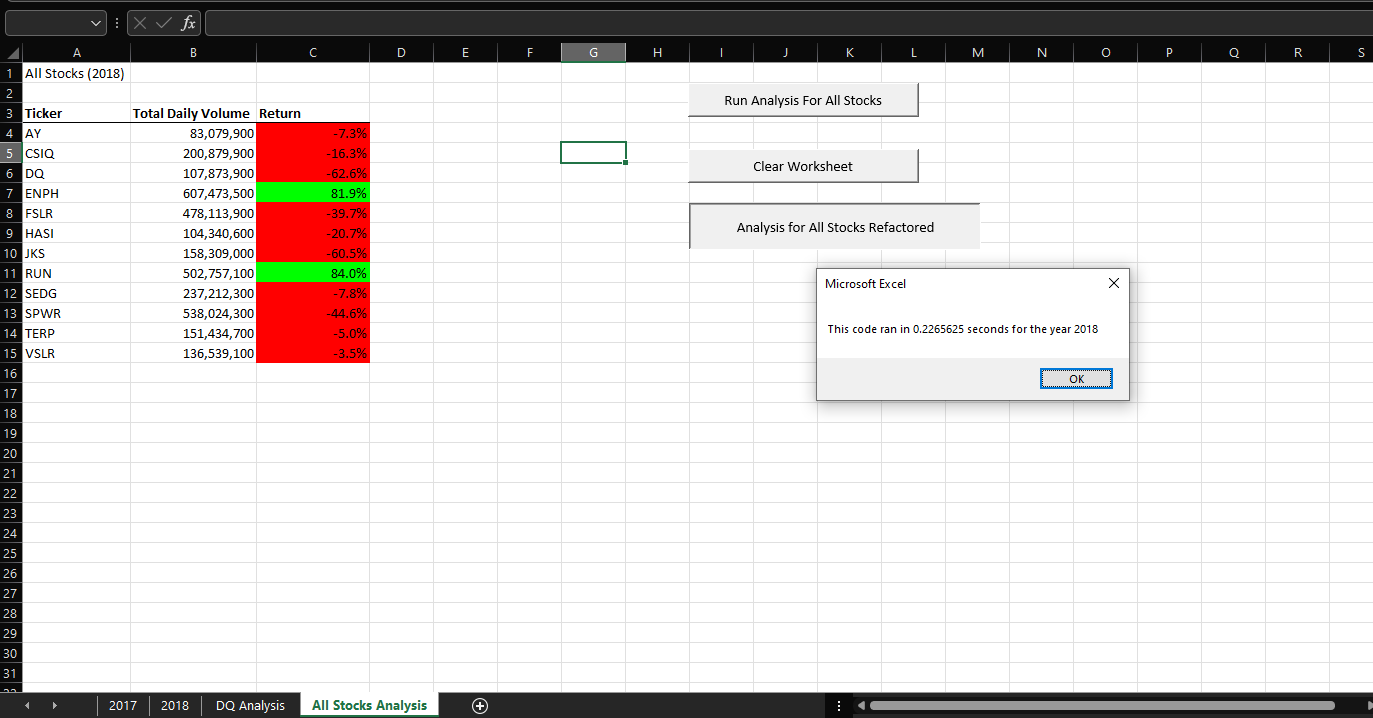 fx
A B C D E F G H I J K L M N O P Q R S
1 All Stocks (2018)
2
3 Ticker Total Daily Volume Return
4 AY 83,079,900 -7.3%
5 CSIQ 200,879,900 -16.3%
6 DQ 107,873,900 -62.6%
7 ENPH 607,473,500 81.9%
8 FSLR 478,113,900 -39.7%
9 HASI 104,340,600 -20.7%
10 JKS 158,309,000 -60.5%
11 RUN 502,757,100 84.0%
12 SEDG 237,212,300 -7.8%
13 SPWR 538,024,300 -44.6%
14 TERP 151,434,700 -5.0%
15 VSLR 136,539,100 -3.5%
16
17
18
19
20
21
22
23
24
25
26
27
28
29
30
31
32
Run Analysis For All Stocks
Clear Worksheet
Analysis for All Stocks Refactored
Microsoft Excel
This code ran in 0.2265625 seconds for the year 2018
OK
2017 2018 DQ Analysis All Stocks Analysis